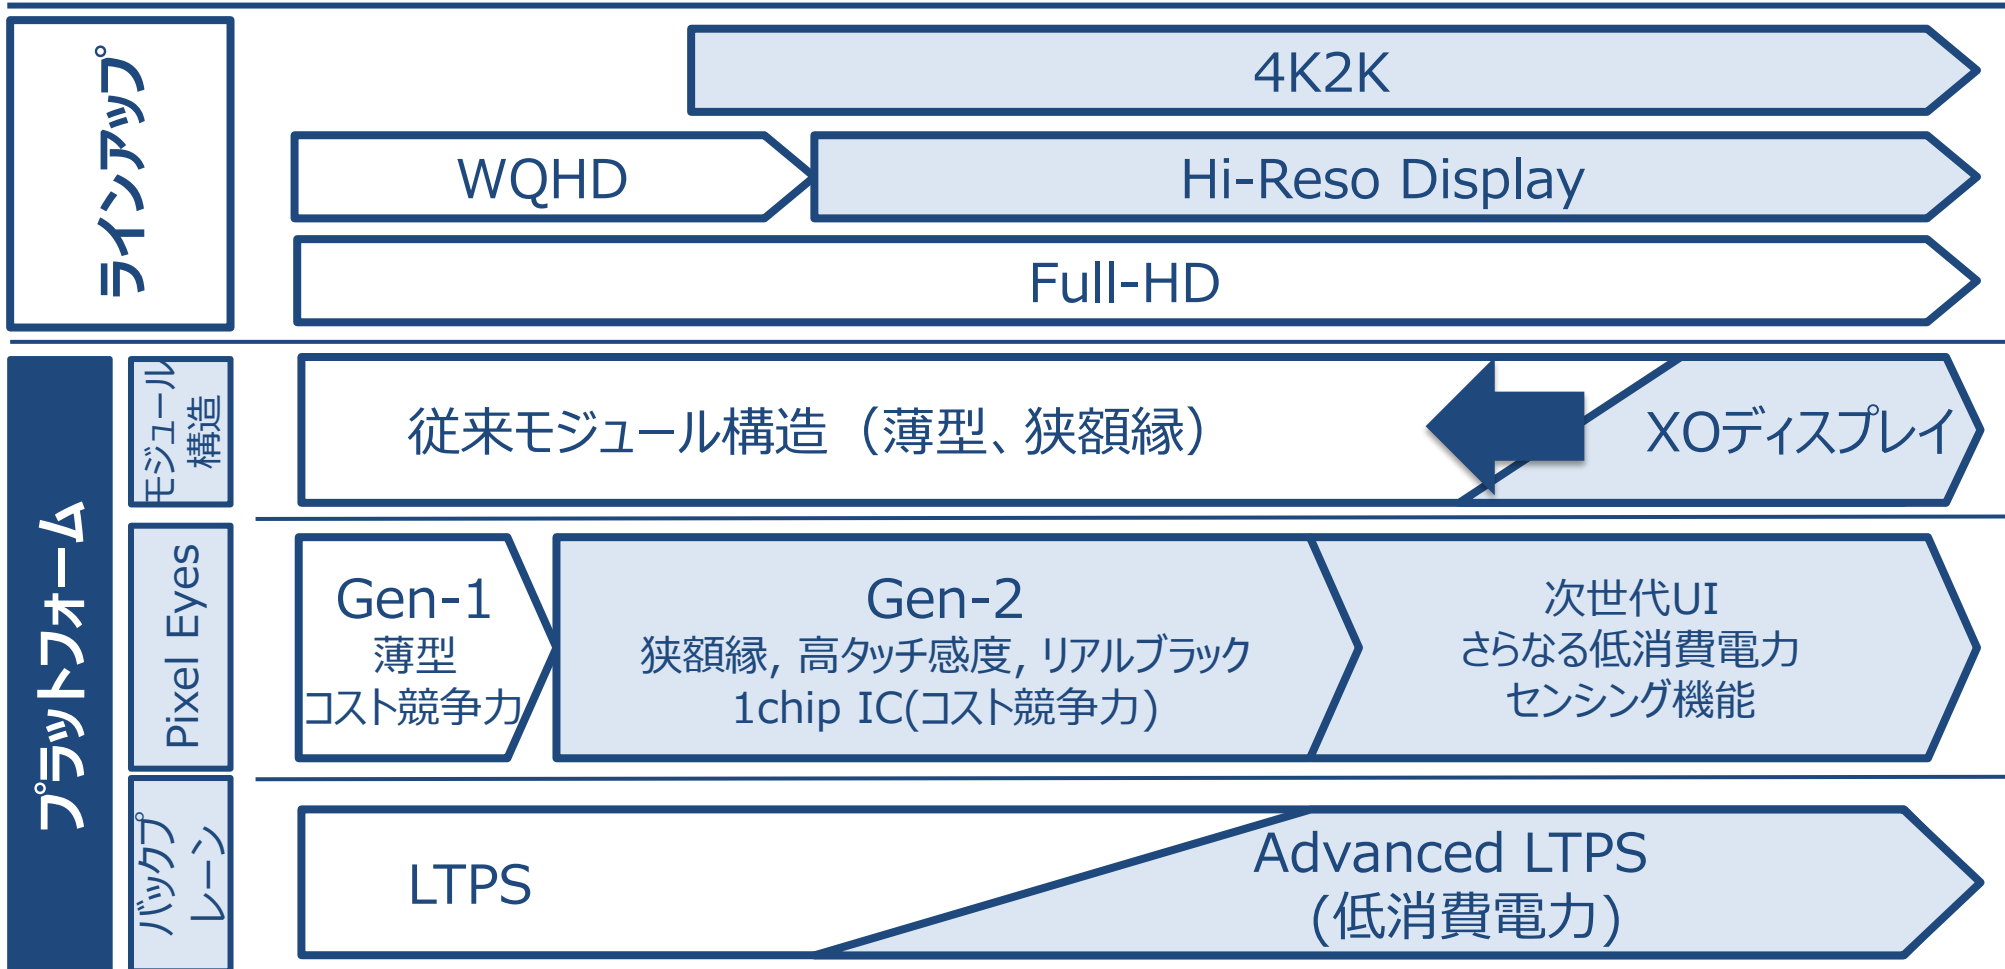 ラインアップ
4K2K
WQHD
Hi-Reso Display
Full-HD
プラットフォーム
モジュール
構造
従来モジュール構造（薄型、狭額縁）
XOディスプレイ
Pixel Eyes
Gen-1
薄型
コスト競争力
Gen-2
狭額縁, 高タッチ感度, リアルブラック
1chip IC(コスト競争力)
次世代UI
さらなる低消費電力
センシング機能
バックプ
レーン
LTPS
Advanced LTPS
(低消費電力)